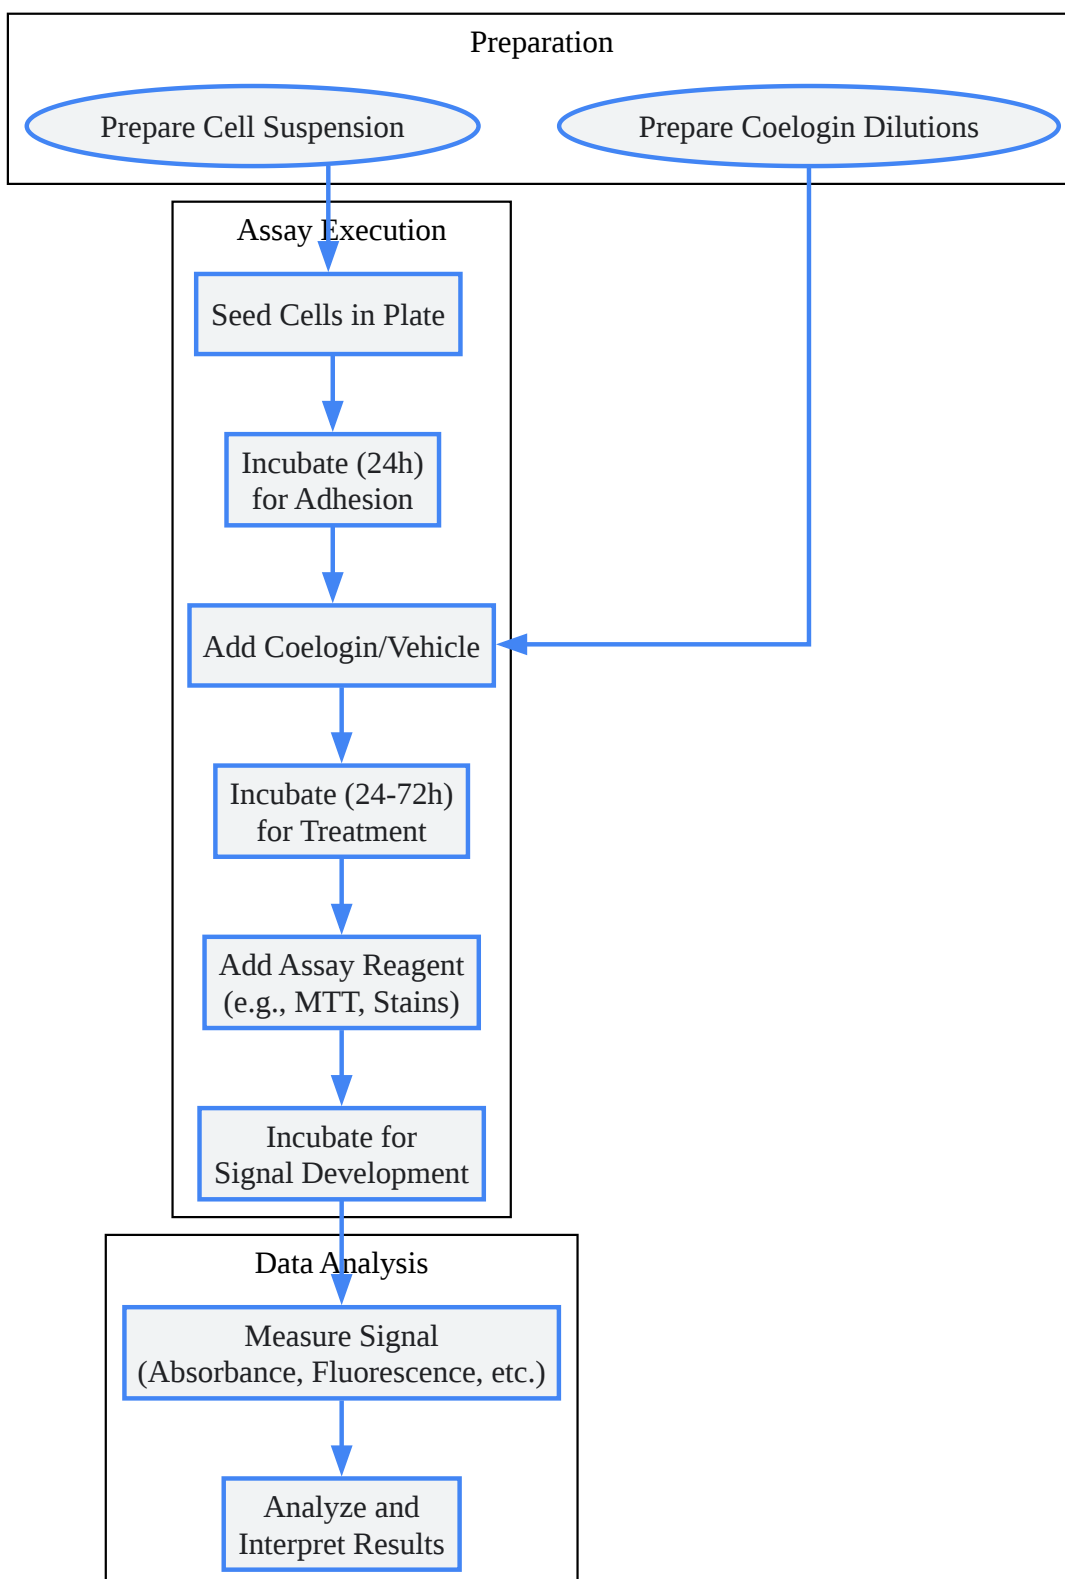 Preparation
Prepare Cell Suspension
Prepare Coelogin Dilutions
Assay Execution
Seed Cells in Plate
Incubate (24h)
for Adhesion
Add Coelogin/Vehicle
Incubate (24-72h)
for Treatment
Add Assay Reagent
(e.g., MTT, Stains)
Incubate for
Signal Development
Data Analysis
Measure Signal
(Absorbance, Fluorescence, etc.)
Analyze and
Interpret Results